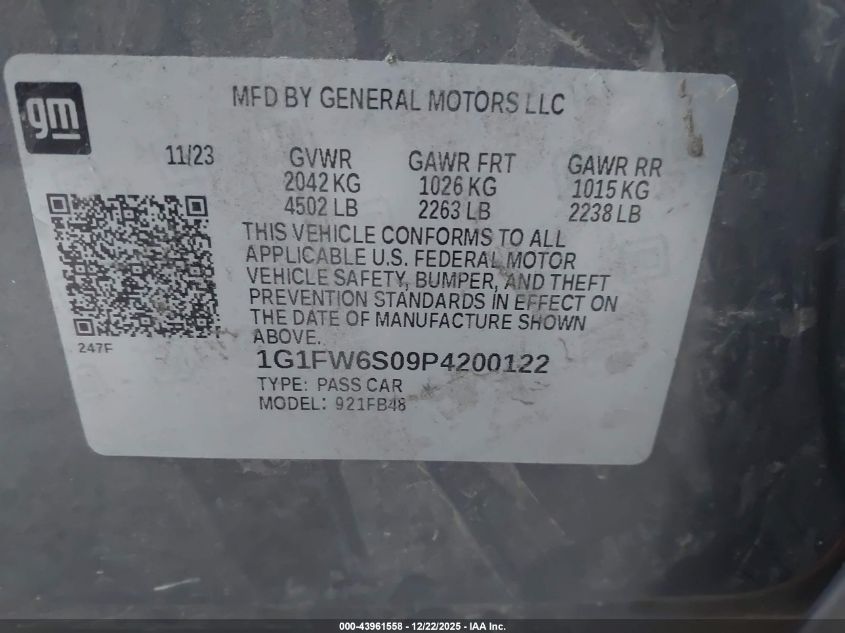 gm
MFD BY GENERAL MOTORS LLC
11/23 GVWR GAWR FRT GAWR RR
2042 KG 1026 KG 1015 KG
4502 LB 2263 LB 2238 LB
THIS VEHICLE CONFORMS TO ALL
APPLICABLE U.S. FEDERAL MOTOR
VEHICLE SAFETY, BUMPER, AND THEFT
PREVENTION STANDARDS IN EFFECT ON
THE DATE OF MANUFACTURE SHOWN
ABOVE.
247F
1G1FW6S09P4200122
TYPE: PASS CAR
MODEL: 921FB48
000-43961558 - 12/22/2025 - IAA Inc.